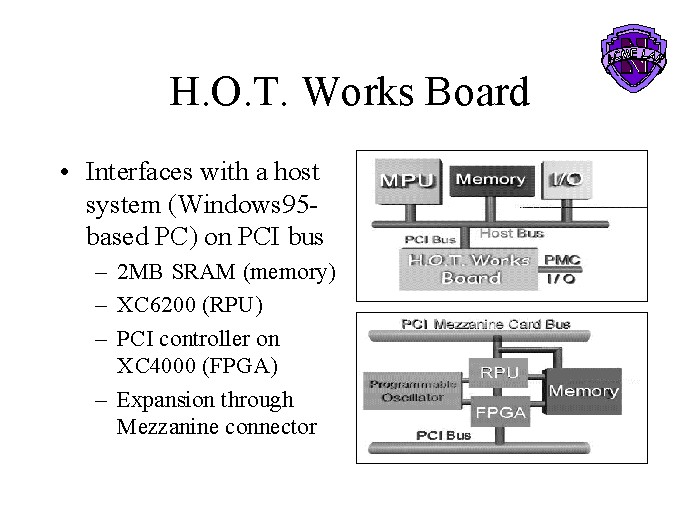 H.O.T. Works Board
• Interfaces with a host
system (Windows95-
based PC) on PCI bus
– 2MB SRAM (memory)
– XC6200 (RPU)
– PCI controller on
XC4000 (FPGA)
– Expansion through
Mezzanine connector
MPU
Memory
I/O
PCI Bus
Host Bus
H.O.T. Works
Board
PMC
I/O
PCI Mezzanine Card Bus
RPU
Programmable
Oscillator
Memory
FPGA
PCI Bus